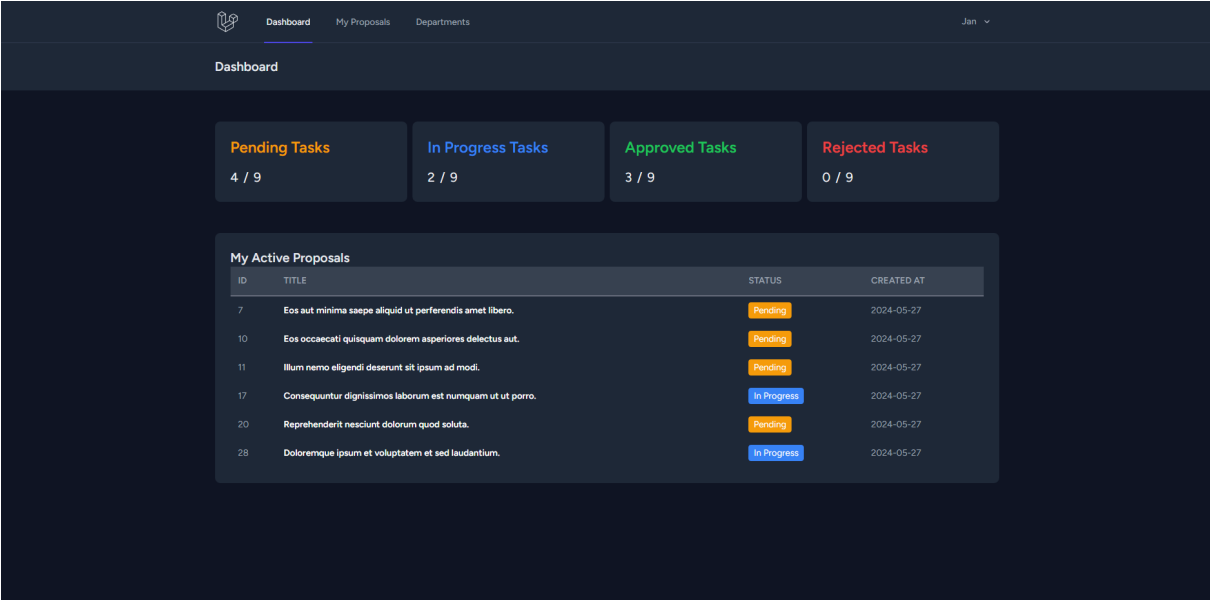 Dashboard My Proposals Departments Jan
Dashboard
Pending Tasks In Progress Tasks Approved Tasks Rejected Tasks
4 / 9 2 / 9 3 / 9 0 / 9
My Active Proposals
ID TITLE STATUS CREATED AT
7 Eos aut minima saepe aliquid ut perferendis amet libero. Pending 2024-05-27
10 Eos occaecati quisquam dolorem asperiores delectus aut. Pending 2024-05-27
11 Illum nemo eligendi deserunt sit ipsum ad modi. Pending 2024-05-27
17 Consequuntur dignissimos laborum est numquam ut ut porro. In Progress 2024-05-27
20 Reprehenderit nesciunt dolorum quod soluta. Pending 2024-05-27
28 Doloremque ipsum et voluptatem et sed laudantium. In Progress 2024-05-27